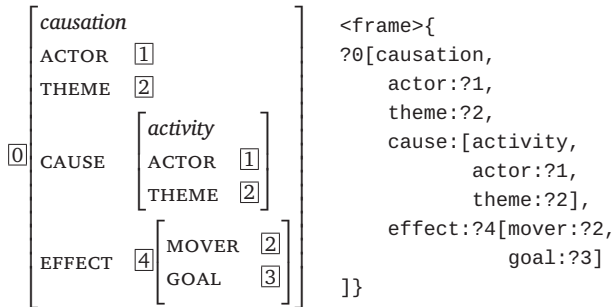 causation
ACTOR 1
THEME 2
activity
0 CAUSE ACTOR 1
THEME 2
MOVER 2
EFFECT 4
GOAL 3
<frame>{
?0[causation,
actor:?1,
theme:?2,
cause:[activity,
actor:?1,
theme:?2],
effect:?4[mover:?2,
goal:?3]
]}